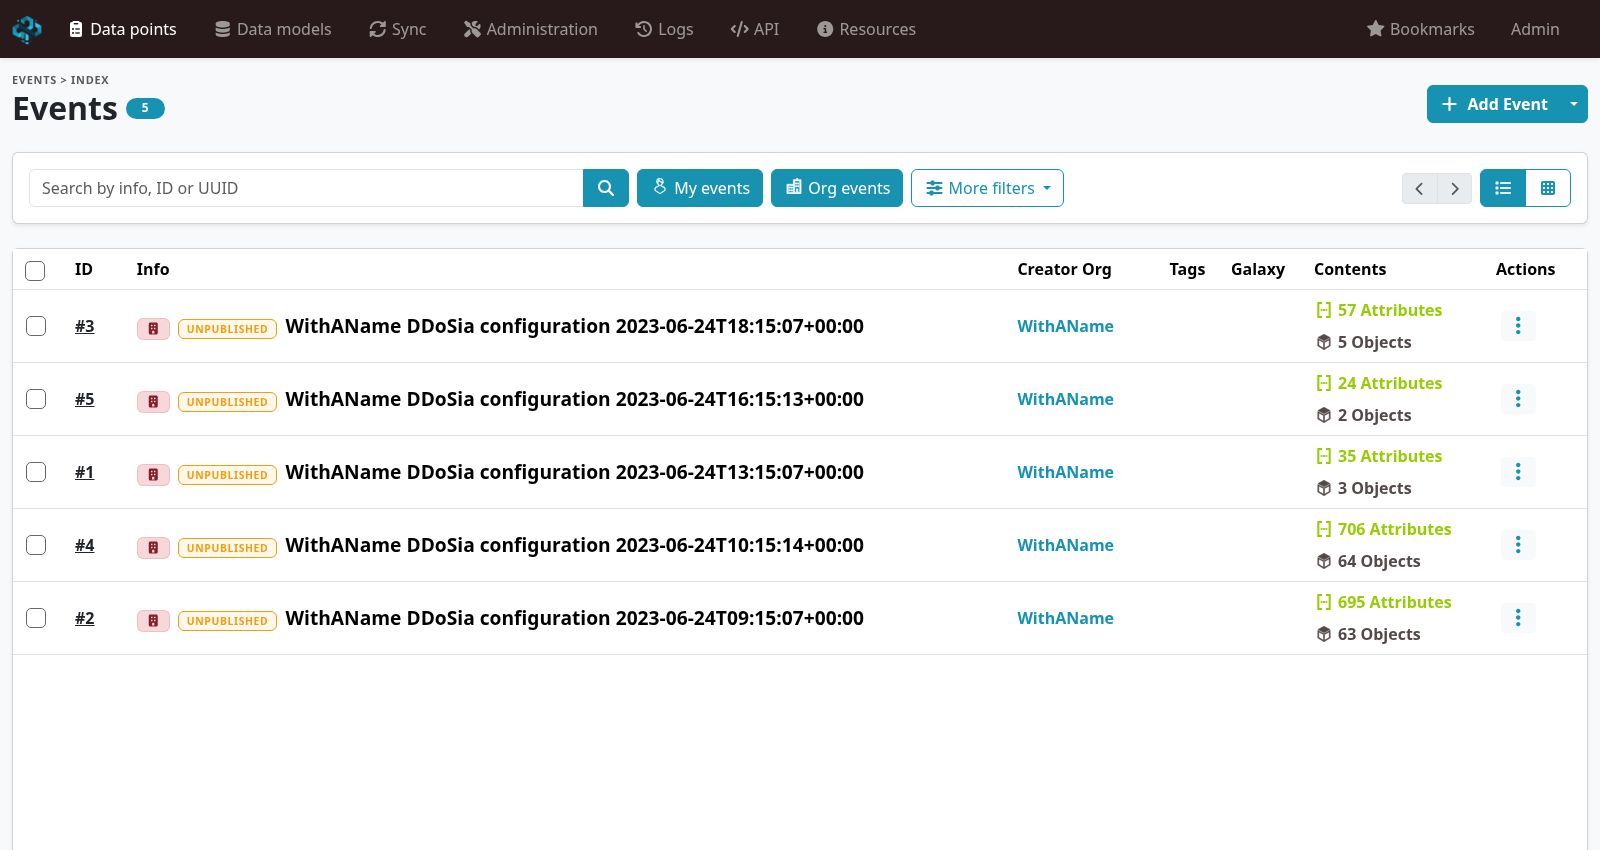 Data points Data models Sync Administration Logs API Resources Bookmarks Admin
EVENTS > INDEX
Events 5
Add Event
Search by info, ID or UUID My events Org events More filters
ID Info Creator Org Tags Galaxy Contents Actions
#3 UNPUBLISHED WithAName DDoSia configuration 2023-06-24T18:15:07+00:00 WithAName 57 Attributes
5 Objects
#5 UNPUBLISHED WithAName DDoSia configuration 2023-06-24T16:15:13+00:00 WithAName 24 Attributes
2 Objects
#1 UNPUBLISHED WithAName DDoSia configuration 2023-06-24T13:15:07+00:00 WithAName 35 Attributes
3 Objects
#4 UNPUBLISHED WithAName DDoSia configuration 2023-06-24T10:15:14+00:00 WithAName 706 Attributes
64 Objects
#2 UNPUBLISHED WithAName DDoSia configuration 2023-06-24T09:15:07+00:00 WithAName 695 Attributes
63 Objects